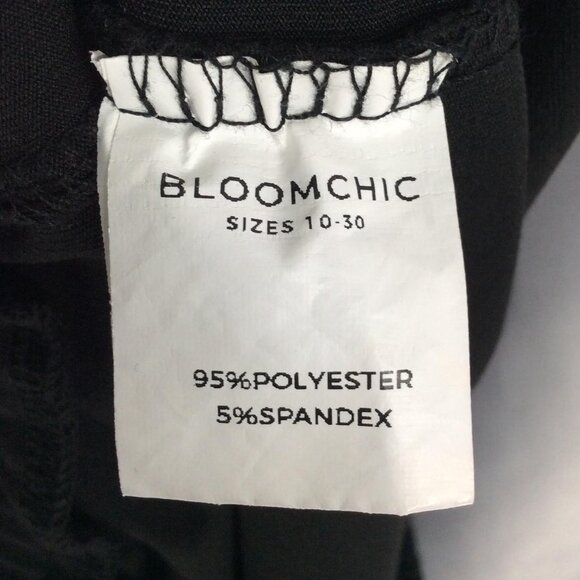 BLOOMCHIC
SIZES 10-30
95%POLYESTER
5%SPANDEX